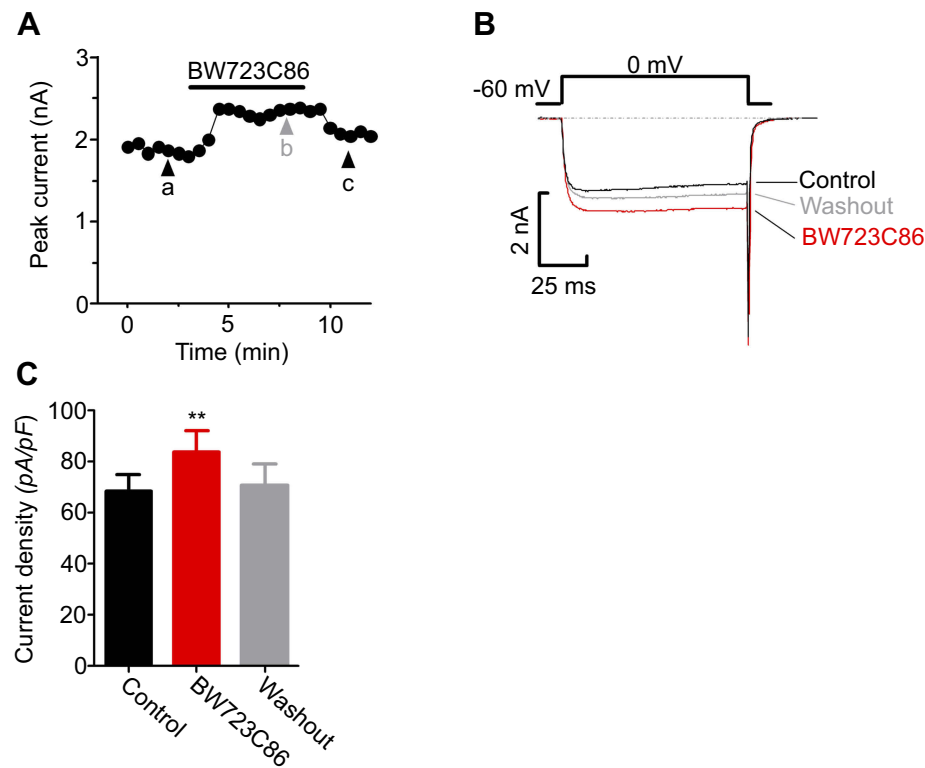 A
Peak current (nA)
3
2
1
0
BW723C86
a
b
c
0
5
10
Time (min)
B
0 mV
-60 mV
Control
Washout
BW723C86
2 nA
25 ms
C
Current density (pA/pF)
100
80
60
40
20
0
**
Control
BW723C86
Washout